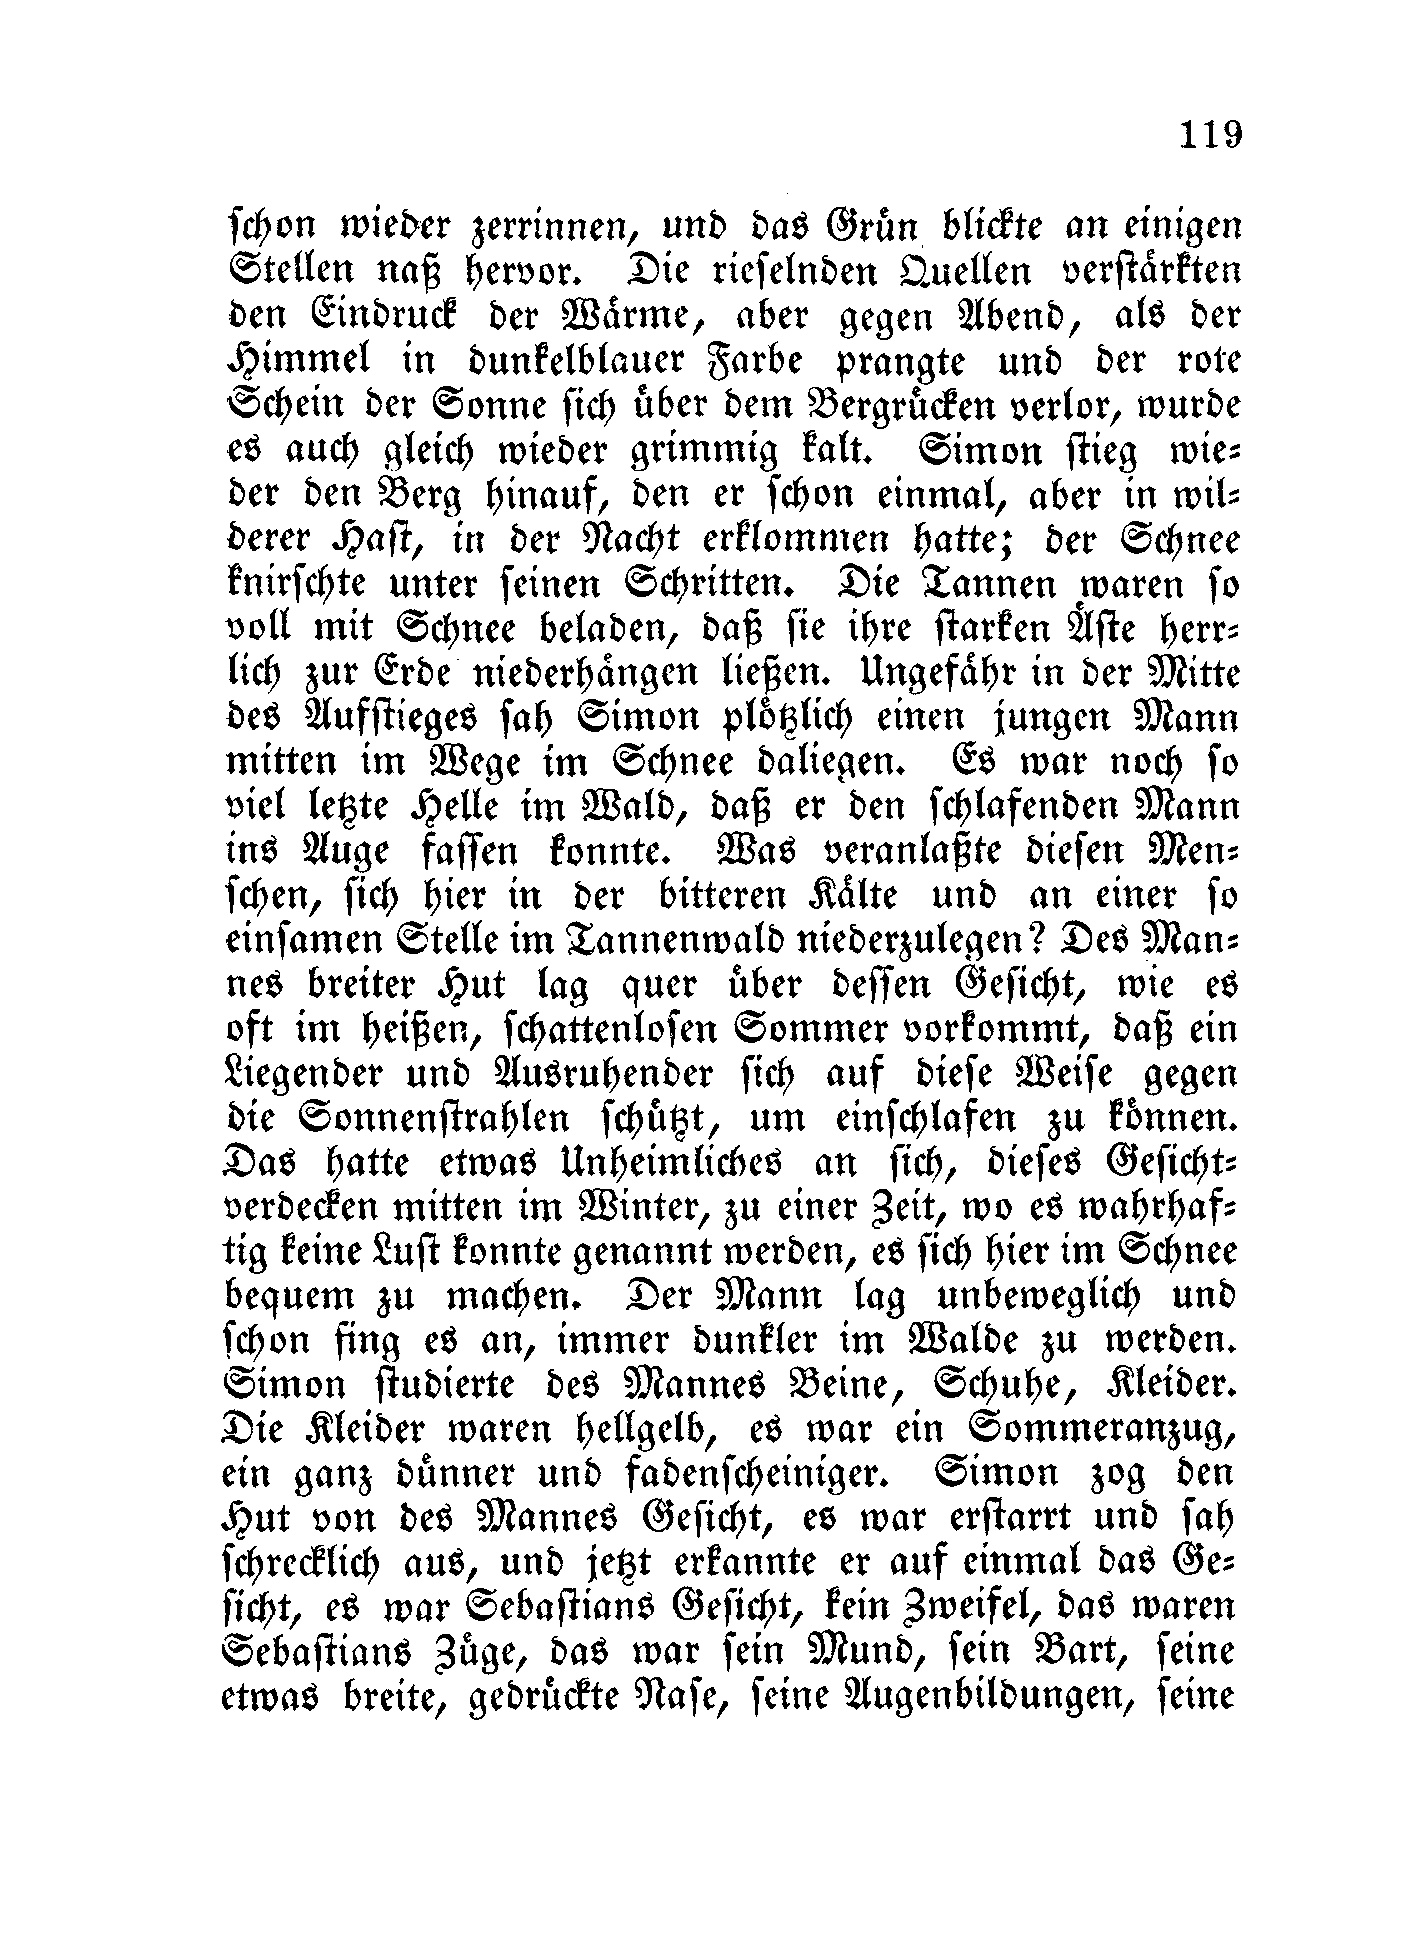 119
schon wieder zerrinnen, und das Grün blickte an einigen
Stellen naß hervor. Die rieselnden Quellen verstärkten
den Eindruck der Wärme, aber gegen Abend, als der
Himmel in dunkelblauer Farbe prangte und der rote
Schein der Sonne sich über dem Bergrücken verlor, wurde
es auch gleich wieder grimmig kalt. Simon stieg wie-
der den Berg hinauf, den er schon einmal, aber in wil-
derer Hast, in der Nacht erklommen hatte; der Schnee
knirschte unter seinen Schritten. Die Tannen waren so
voll mit Schnee beladen, daß sie ihre starken Äste herr-
lich zur Erde niederhängen ließen. Ungefähr in der Mitte
des Aufstieges sah Simon plötzlich einen jungen Mann
mitten im Wege im Schnee daliegen. Es war noch so
viel letzte Helle im Wald, daß er den schlafenden Mann
ins Auge fassen konnte. Was veranlaßte diesen Men-
schen, sich hier in der bitteren Kälte und an einer so
einsamen Stelle im Tannenwald niederzulegen? Des Man-
nes breiter Hut lag quer über dessen Gesicht, wie es
oft im heißen, schattenlosen Sommer vorkommt, daß ein
Liegender und Ausruhender sich auf diese Weise gegen
die Sonnenstrahlen schützt, um einschlafen zu können.
Das hatte etwas Unheimliches an sich, dieses Gesicht-
verdecken mitten im Winter, zu einer Zeit, wo es wahrhaf-
tig keine Lust konnte genannt werden, es sich hier im Schnee
bequem zu machen. Der Mann lag unbeweglich und
schon fing es an, immer dunkler im Walde zu werden.
Simon studierte des Mannes Beine, Schuhe, Kleider.
Die Kleider waren hellgelb, es war ein Sommeranzug,
ein ganz dünner und fadenscheiniger. Simon zog den
Hut von des Mannes Gesicht, es war erstarrt und sah
schrecklich aus, und jetzt erkannte er auf einmal das Ge-
sicht, es war Sebastians Gesicht, kein Zweifel, das waren
Sebastians Züge, das war sein Mund, sein Bart, seine
etwas breite, gedrückte Nase, seine Augenbildungen, seine